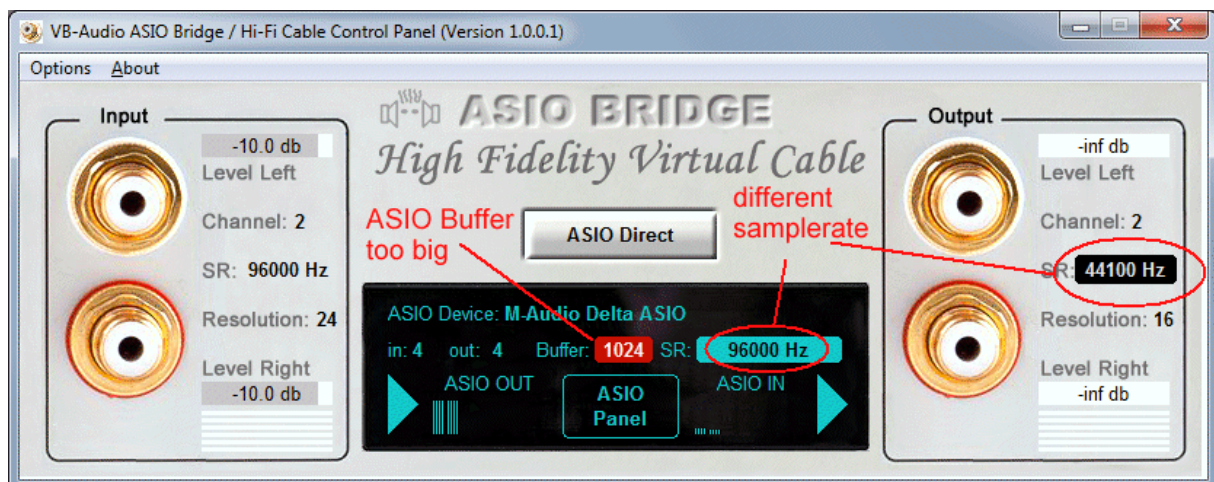 VB-Audio ASIO Bridge / Hi-Fi Cable Control Panel (Version 1.0.0.1)
Options About
Input
-10.0 db
Level Left
Channel: 2
SR: 96000 Hz
Resolution: 24
Level Right
-10.0 db
ASIO BRIDGE
High Fidelity Virtual Cable
ASIO Buffer
too big
ASIO Direct
different
samplerate
ASIO Device: M-Audio Delta ASIO
in: 4 out: 4 Buffer: 1024 SR: 96000 Hz
ASIO OUT
ASIO
Panel
ASIO IN
Output
-inf db
Level Left
Channel: 2
SR: 44100 Hz
Resolution: 16
Level Right
-inf db